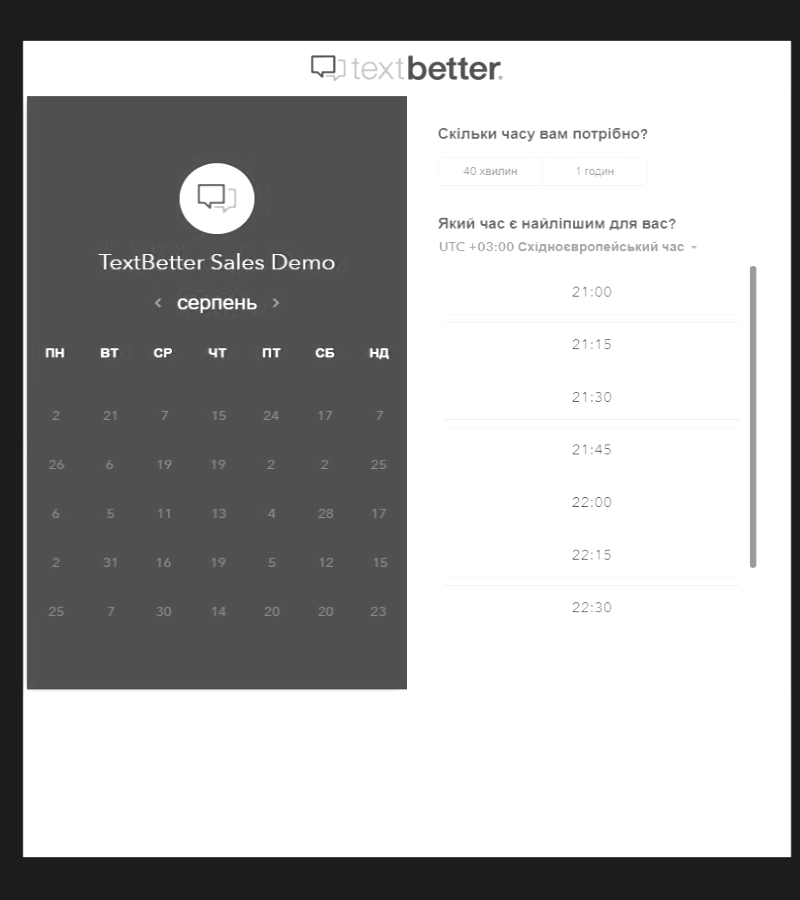 textbetter.
TextBetter Sales Demo
< серпень >
ПН ВТ СР ЧТ ПТ СБ НД
2 21 7 15 24 17 7
26 6 19 19 2 2 25
6 5 11 13 4 28 17
2 31 16 19 5 12 15
25 7 30 14 20 20 23
Скільки часу вам потрібно?
40 хвилин 1 годин
Який час є найліпшим для вас?
UTC +03:00 Східноєвропейський час
21:00
21:15
21:30
21:45
22:00
22:15
22:30